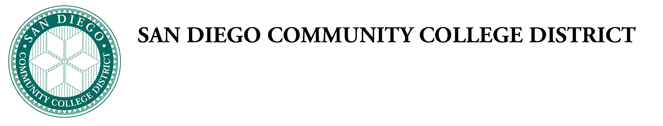 SAN DIEGO
COMMUNITY COLLEGE DISTRICT
SAN DIEGO COMMUNITY COLLEGE DISTRICT